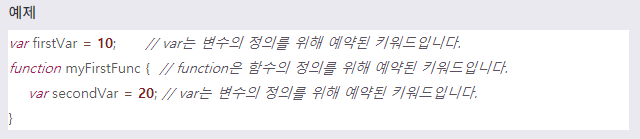 예제
var firstVar = 10; // var는 변수의 정의를 위해 예약된 키워드입니다.
function myFirstFunc { // function은 함수의 정의를 위해 예약된 키워드입니다.
var secondVar = 20; // var는 변수의 정의를 위해 예약된 키워드입니다.
}